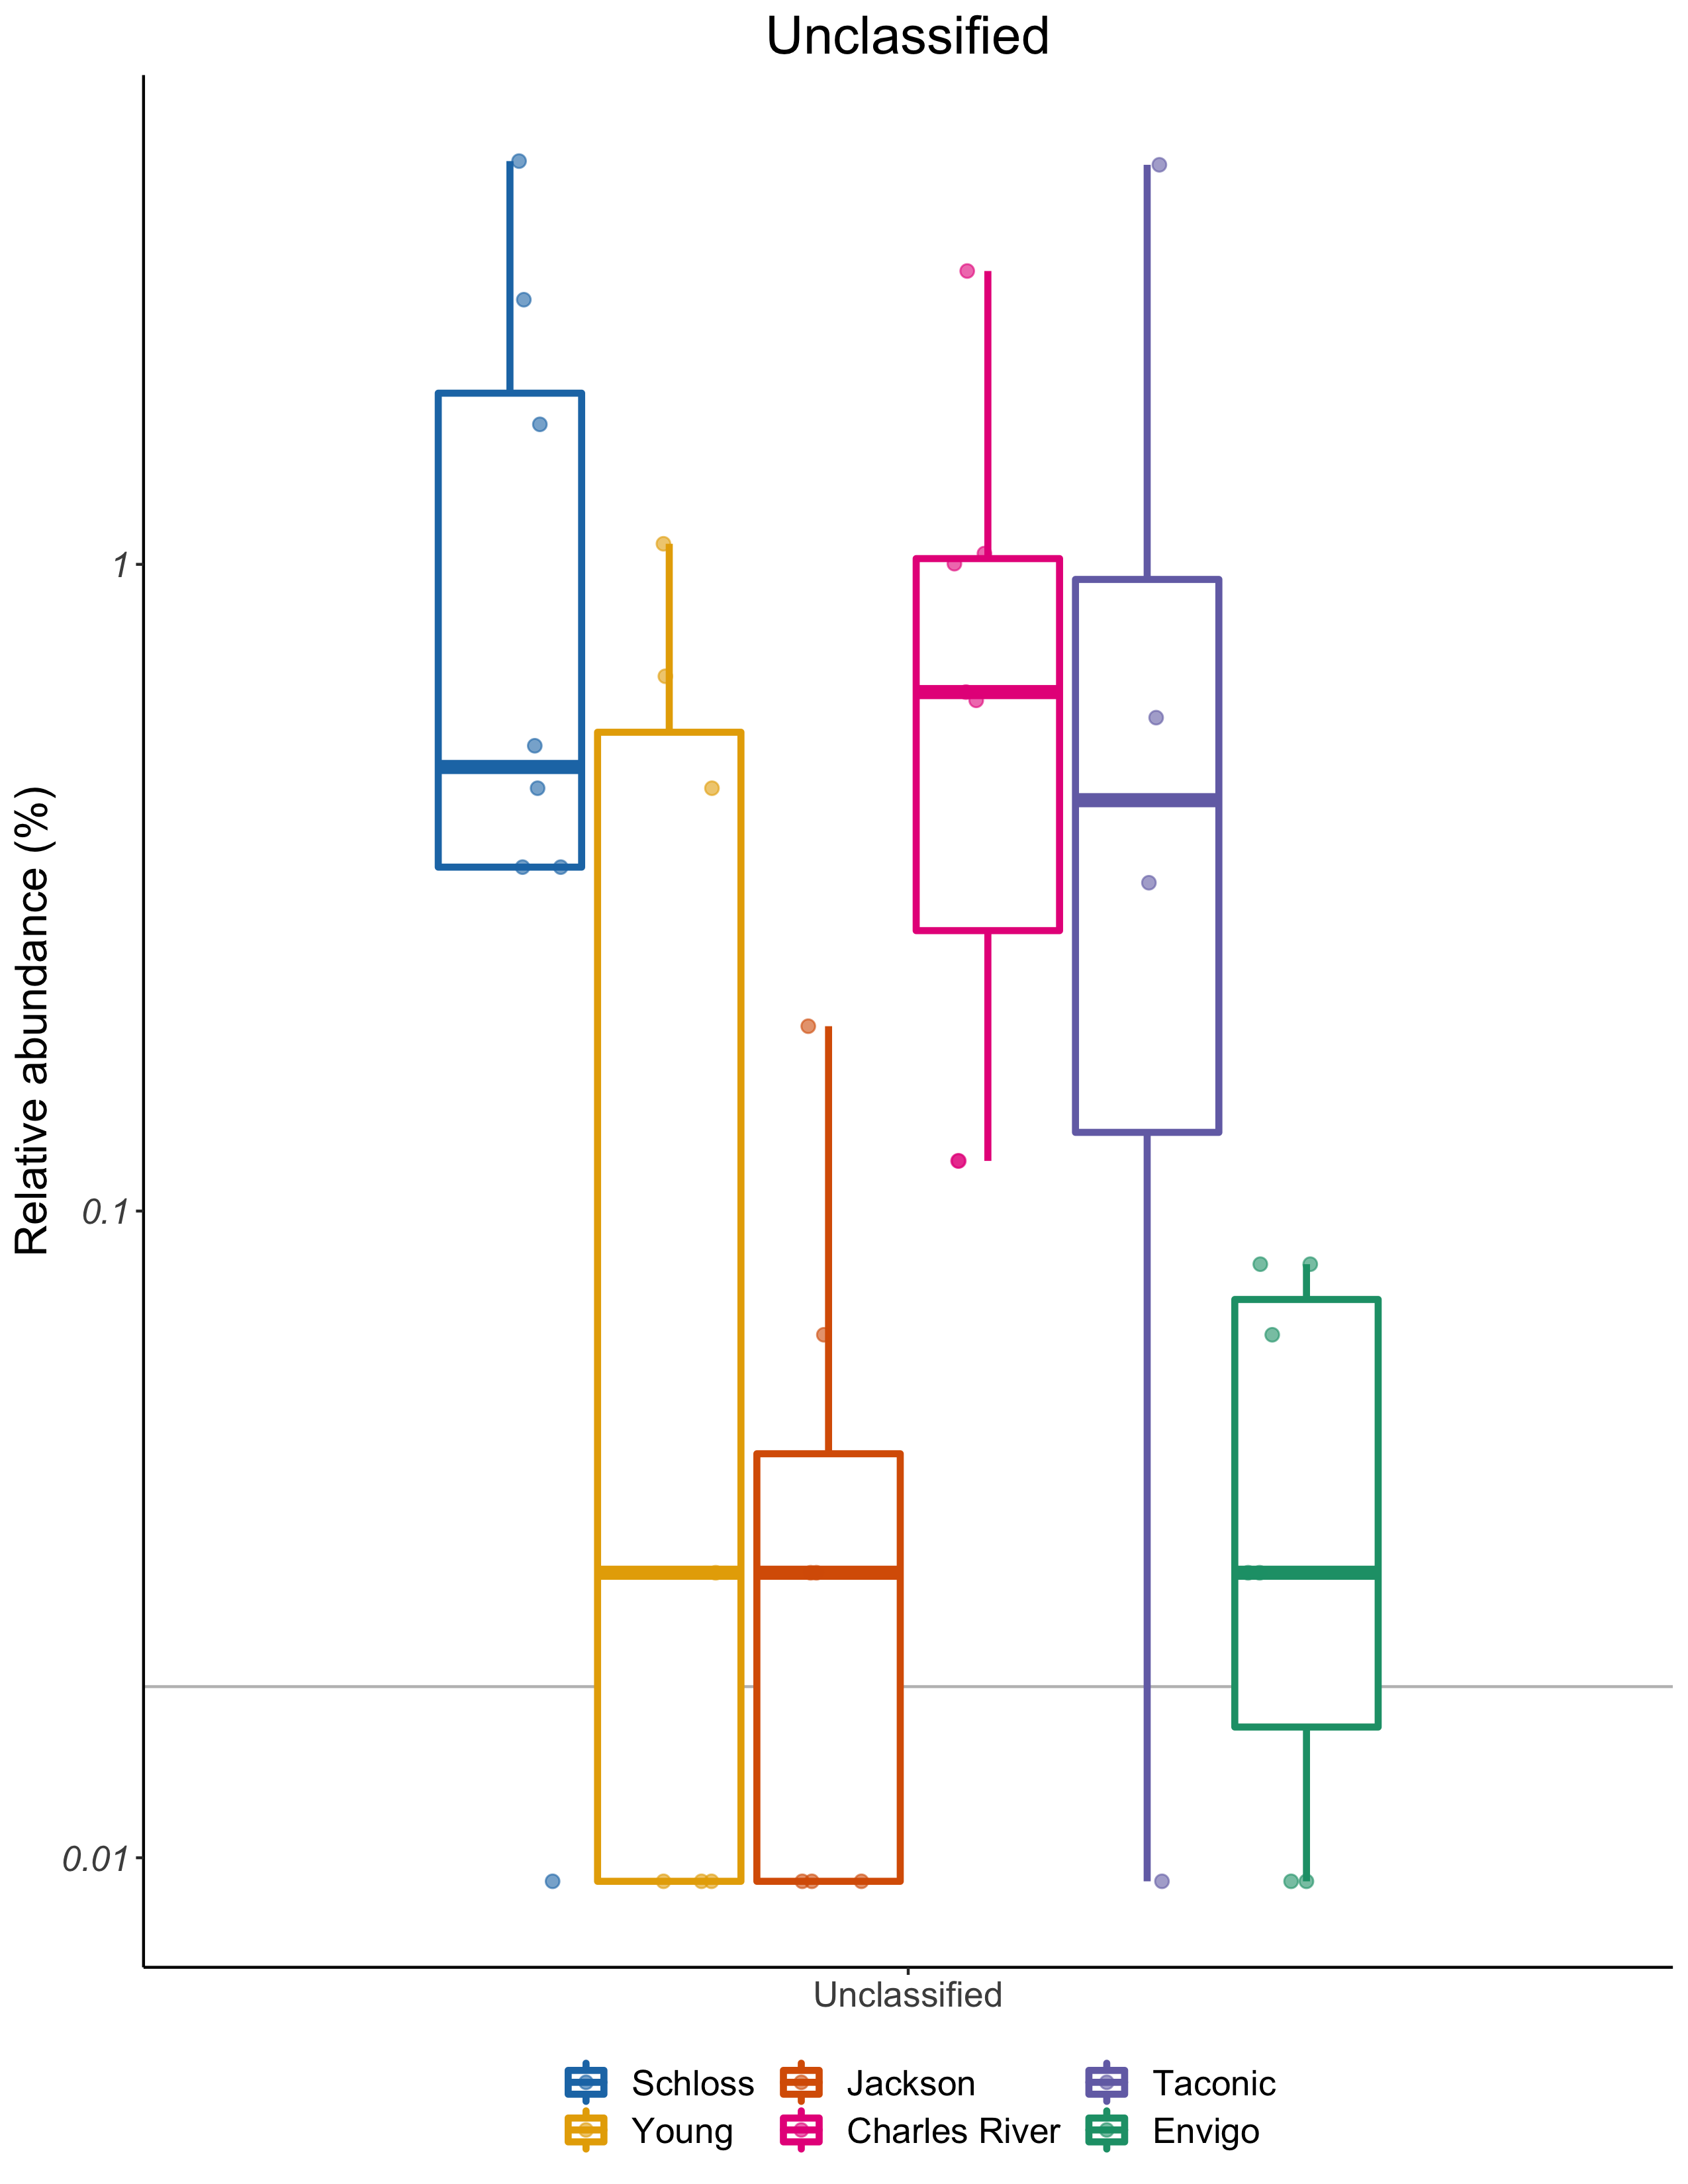 Unclassified
Relative abundance (%)
1
0.1
0.01
Unclassified
Schloss Jackson Taconic
Young Charles River Envigo